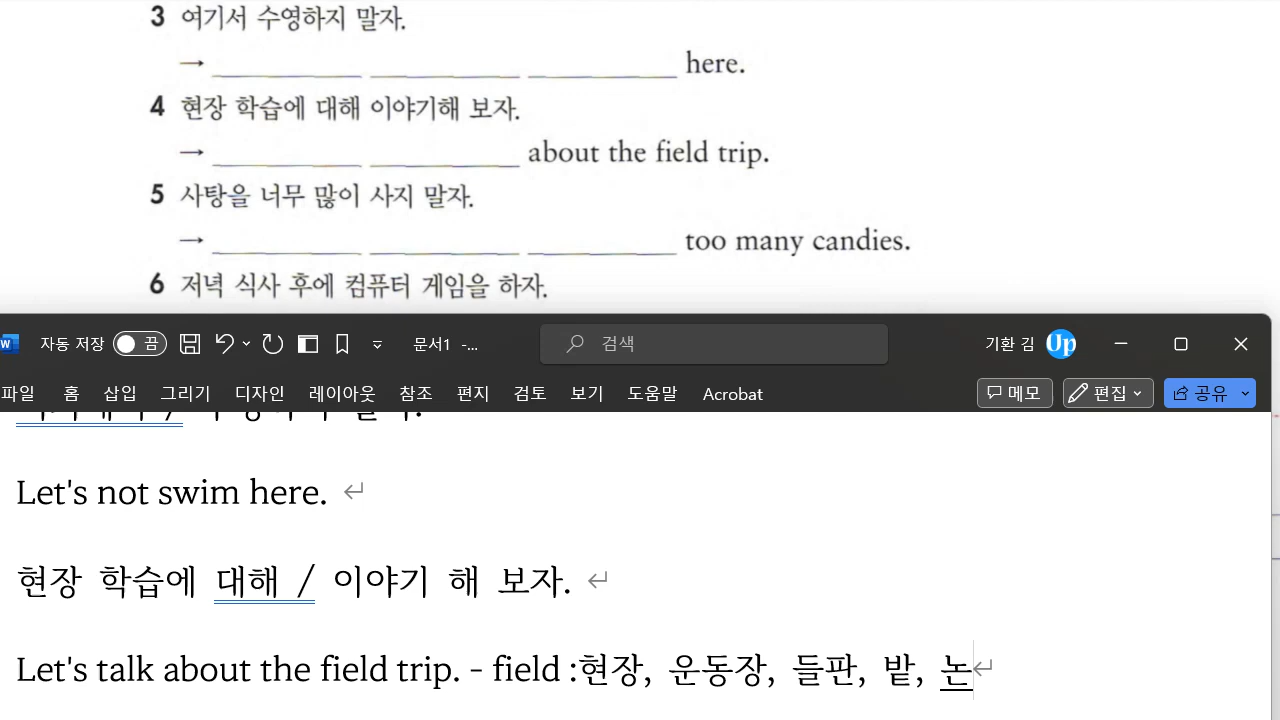 3 여기서 수영하지 말자.
→ here.
4 현장 학습에 대해 이야기해 보자.
→ about the field trip.
5 사탕을 너무 많이 사지 말자.
→ too many candies.
6 저녁 식사 후에 컴퓨터 게임을 하자.
자동 저장 끔 문서1 -... 검색 기환 김 Up
파일 홈 삽입 그리기 디자인 레이아웃 참조 편지 검토 보기 도움말 Acrobat 메모 편집 공유
Let's not swim here.
현장 학습에 대해 / 이야기 해 보자.
Let's talk about the field trip. - field :현장, 운동장, 들판, 밭, 논